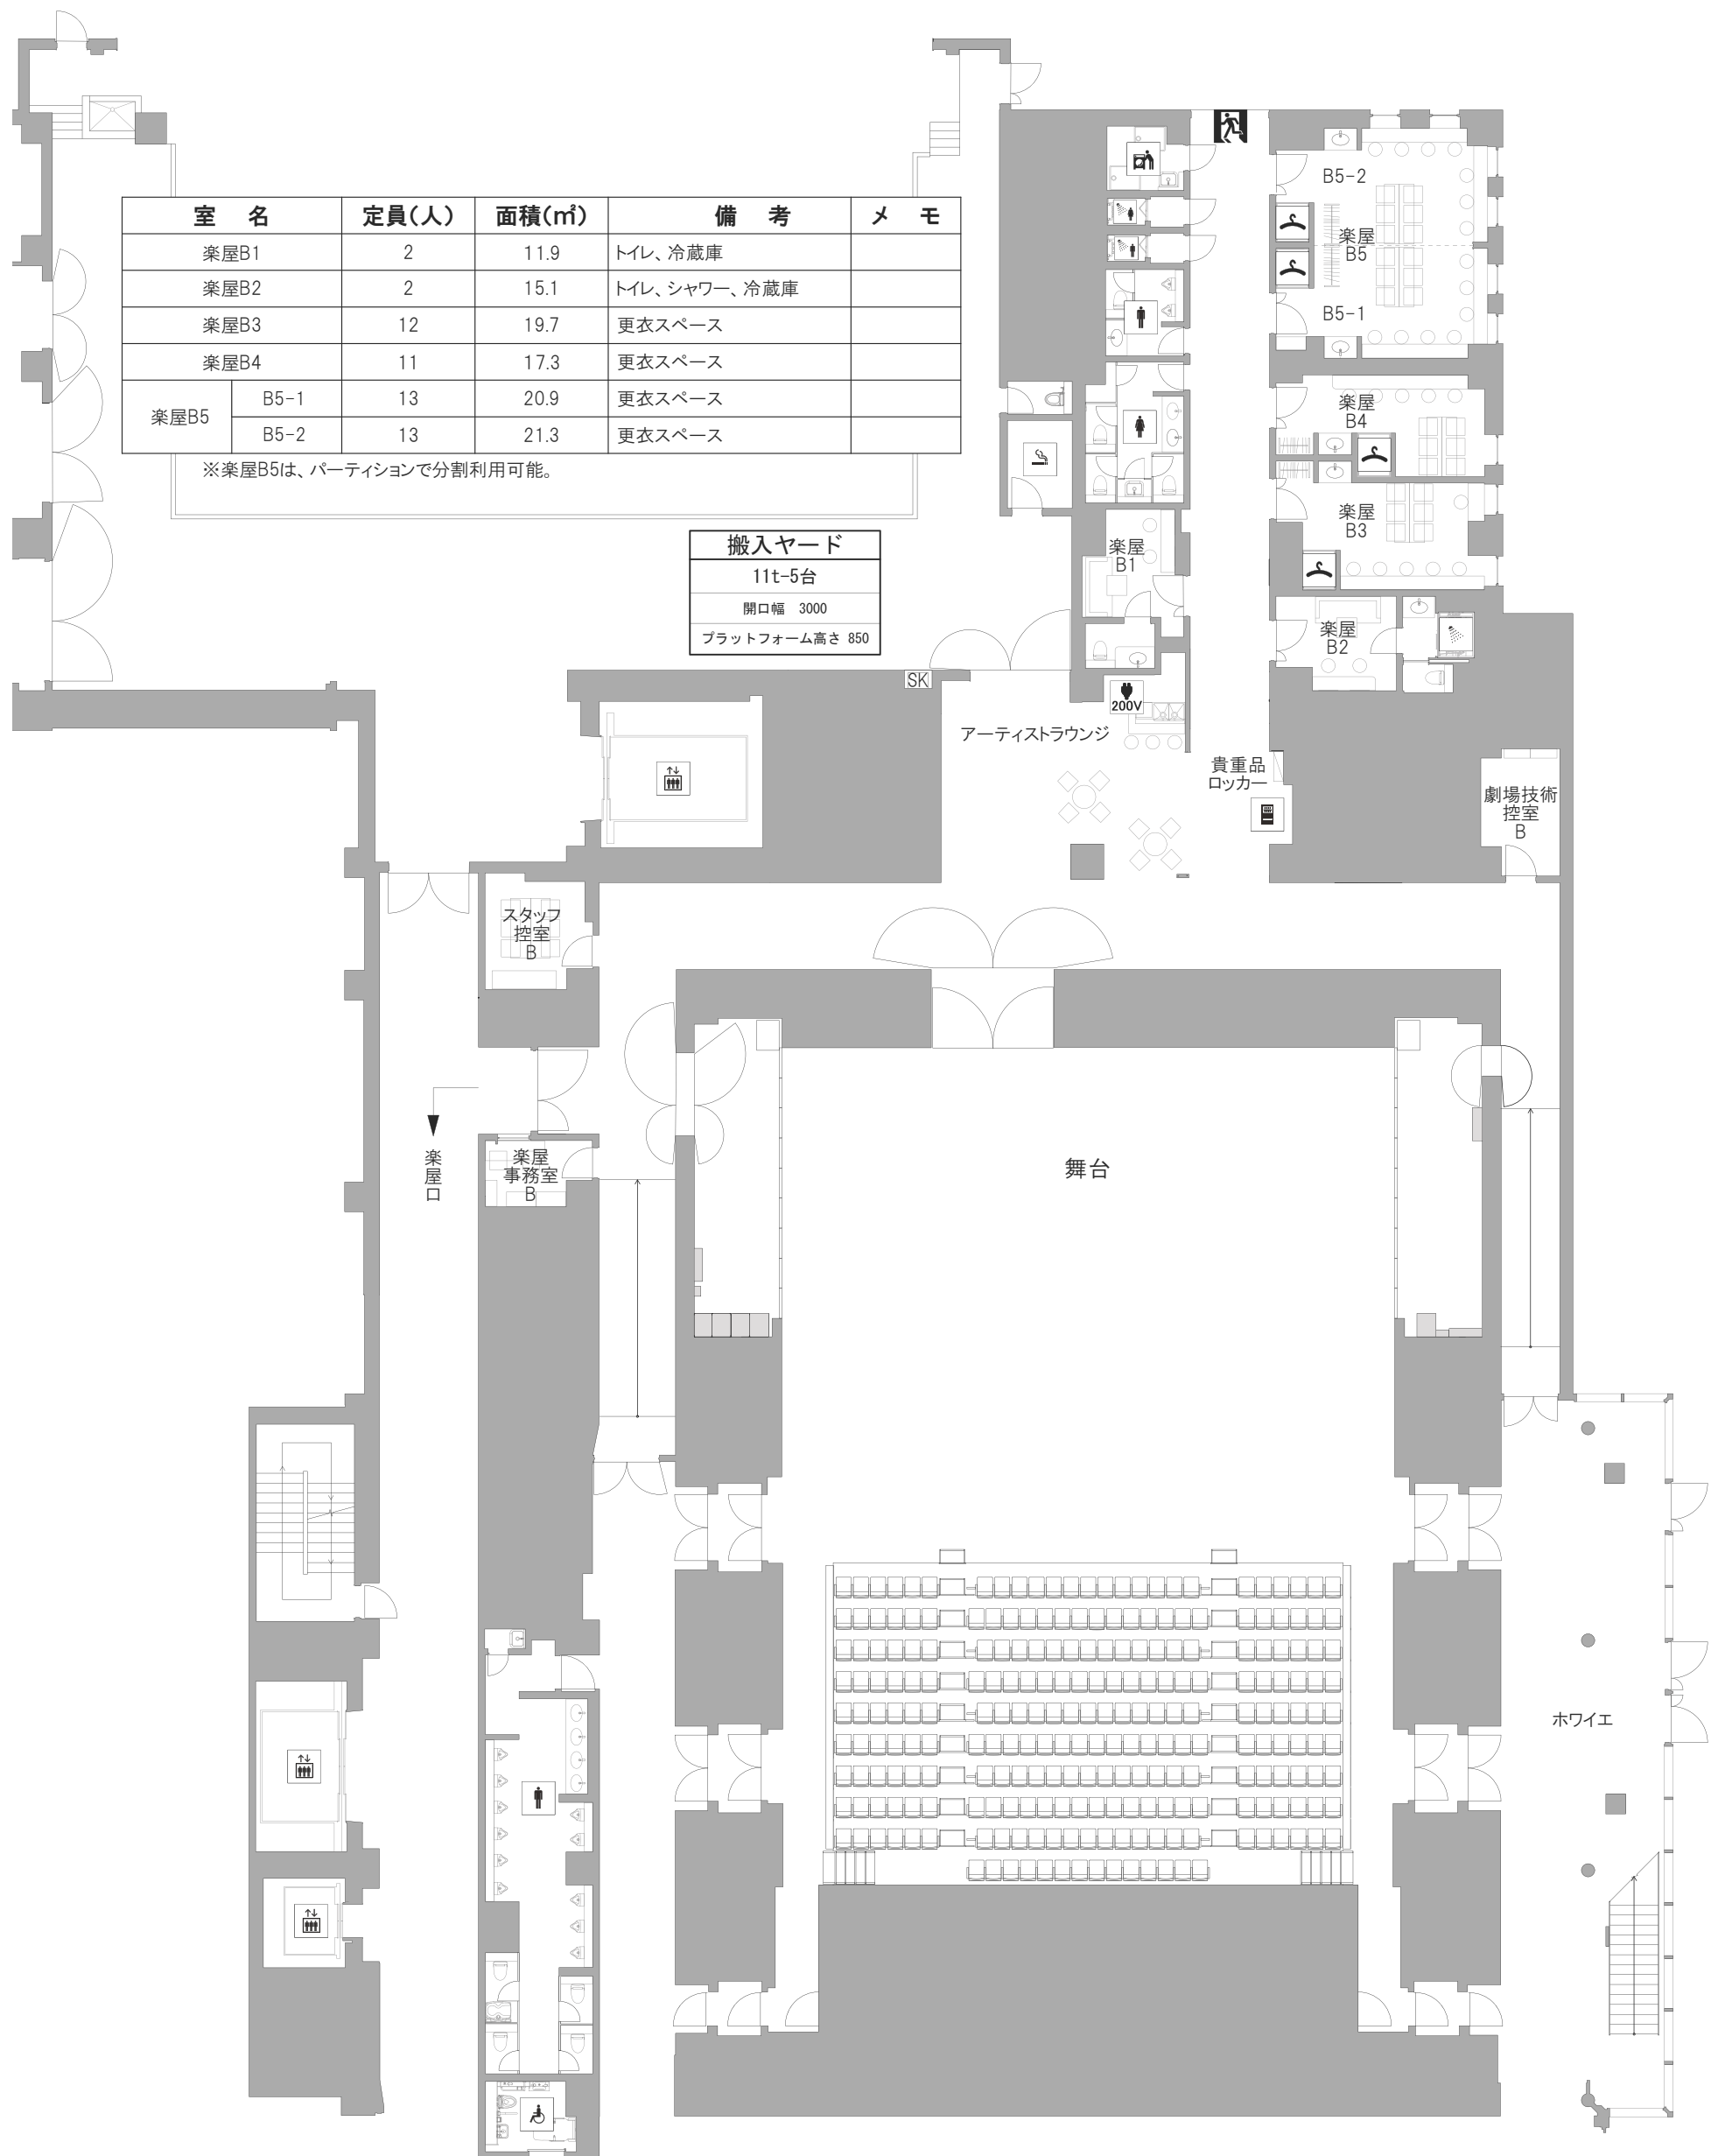 室 名 定員(人) 面積(㎡) 備 考 メ モ
楽屋B1 2 11.9 トイレ、冷蔵庫
楽屋B2 2 15.1 トイレ、シャワー、冷蔵庫
楽屋B3 12 19.7 更衣スペース
楽屋B4 11 17.3 更衣スペース
楽屋B5 B5-1 13 20.9 更衣スペース
B5-2 13 21.3 更衣スペース
※楽屋B5は、パーティションで分割利用可能。
搬入ヤード
11t-5台
開口幅 3000
プラットフォーム高さ 850
B5-2
楽屋
B5
B5-1
楽屋
B4
楽屋
B3
楽屋
B1
楽屋
B2
SK
200V
アーティストラウンジ
貴重品
ロッカー
劇場技術
控室
B
スタッフ
控室
B
楽屋口
楽屋
事務室
B
舞台
ホワイエ